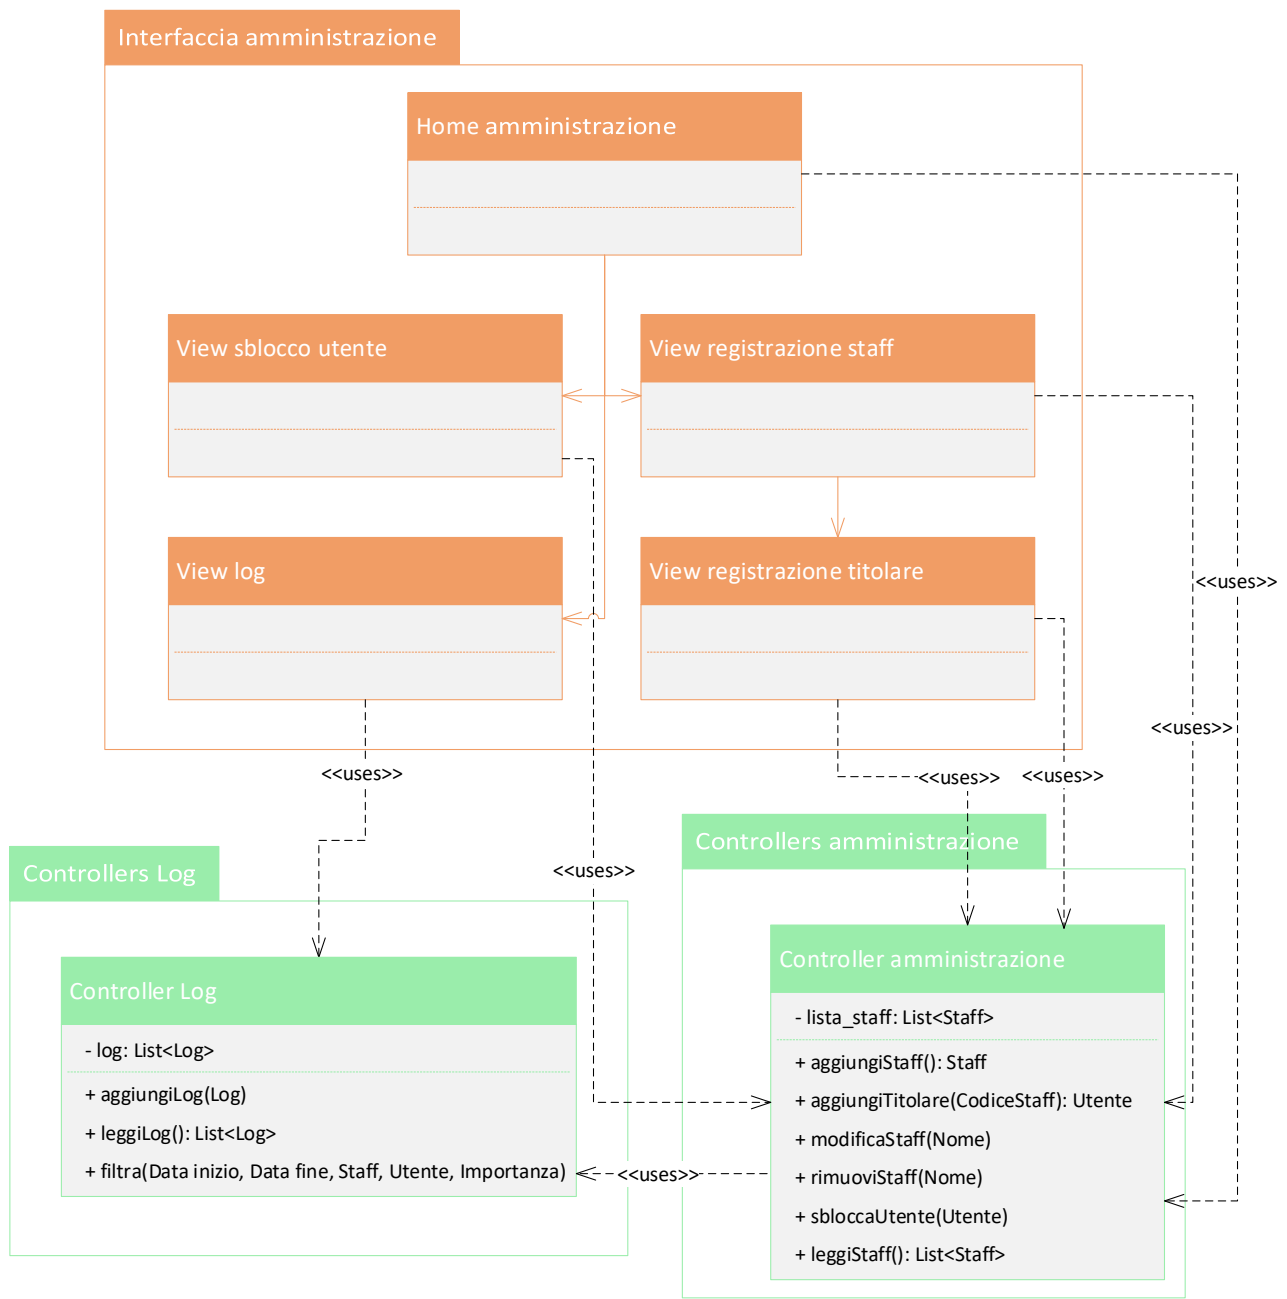 Interfaccia amministrazione
Home amministrazione
View sblocco utente
View registrazione staff
View log
View registrazione titolare
<<uses>>
<<uses>>
<<uses>>
<<uses>>
<<uses>>
<<uses>>
Controllers Log
Controller Log
- log: List<Log>
+ aggiungiLog(Log)
+ leggiLog(): List<Log>
+ filtra(Data inizio, Data fine, Staff, Utente, Importanza)
<<uses>>
Controllers amministrazione
Controller amministrazione
- lista_staff: List<Staff>
+ aggiungiStaff(): Staff
+ aggiungiTitolare(CodiceStaff): Utente
+ modificaStaff(Nome)
+ rimuoviStaff(Nome)
+ sbloccaUtente(Utente)
+ leggiStaff(): List<Staff>